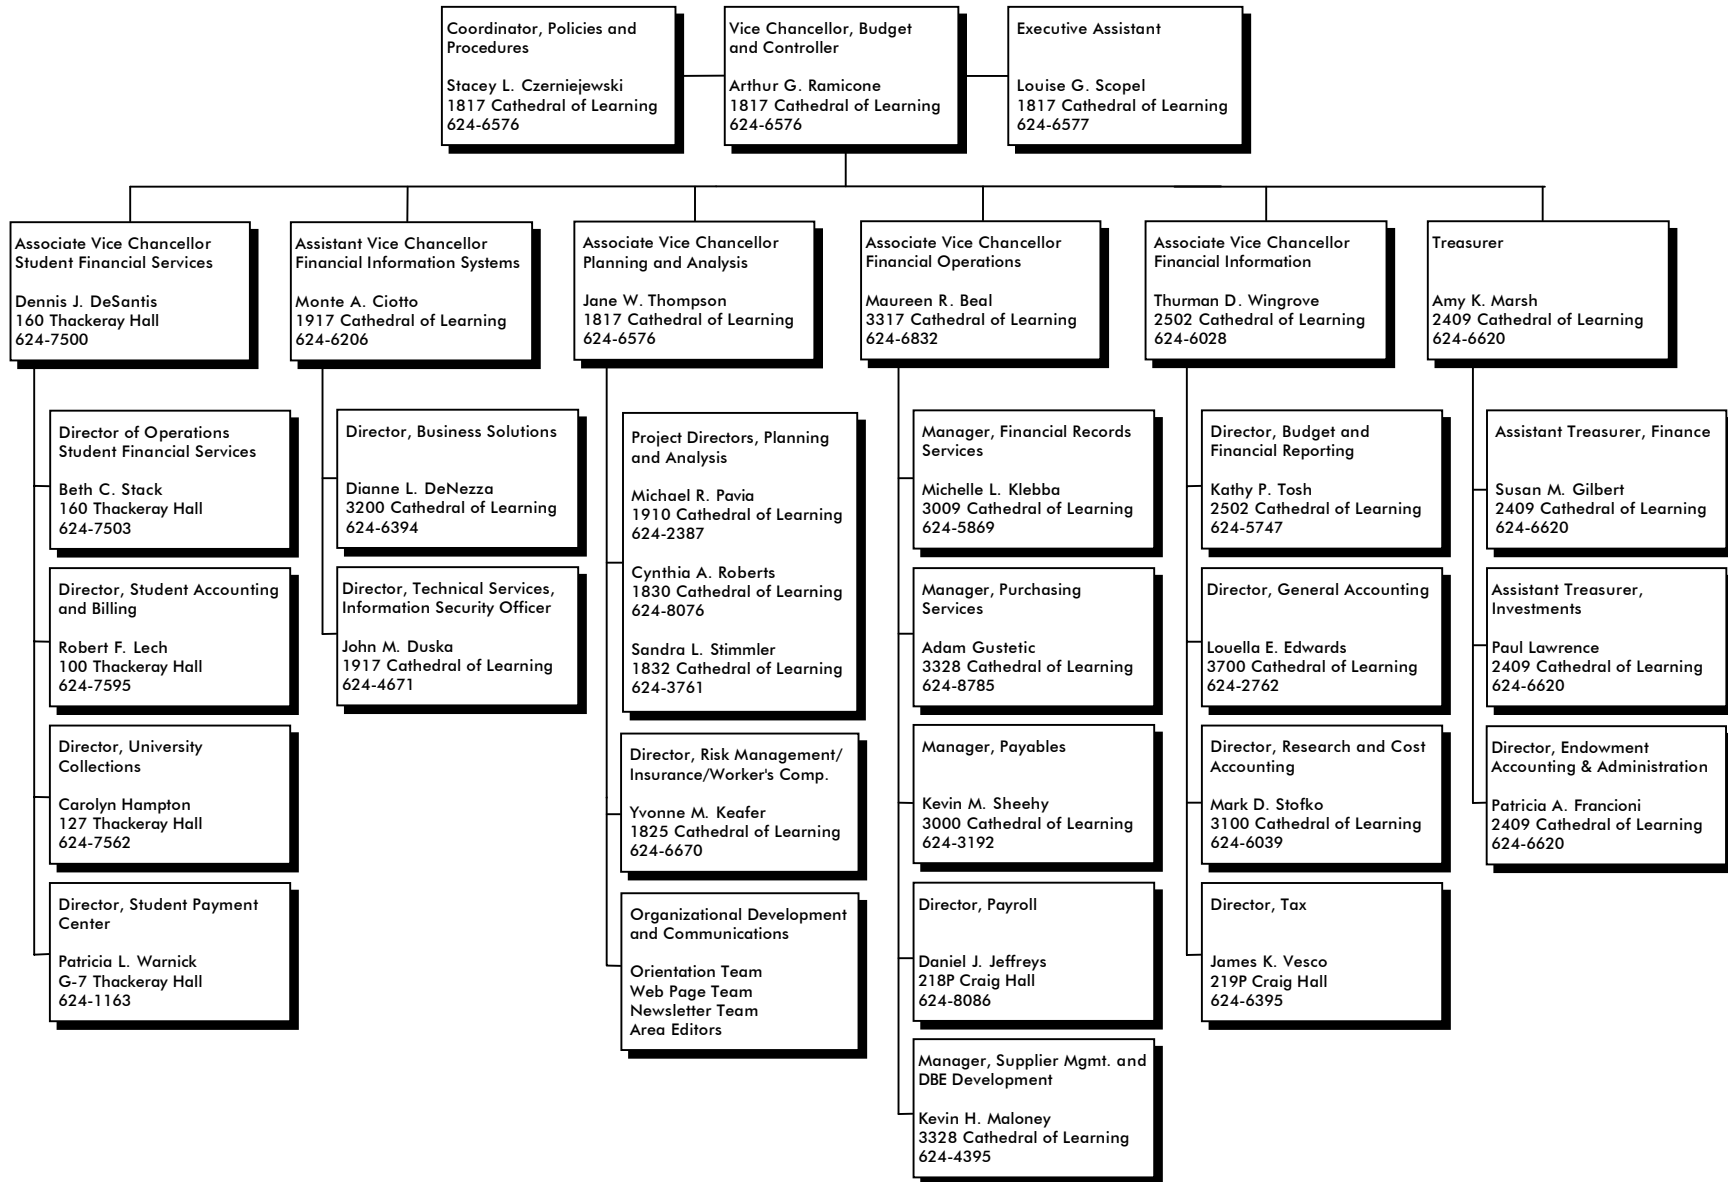 Coordinator, Policies and
Procedures
Stacey L. Czerniejewski
1817 Cathedral of Learning
624-6576
Vice Chancellor, Budget
and Controller
Arthur G. Ramicone
1817 Cathedral of Learning
624-6576
Executive Assistant
Louise G. Scopel
1817 Cathedral of Learning
624-6577
Associate Vice Chancellor
Student Financial Services
Dennis J. DeSantis
160 Thackeray Hall
624-7500
Assistant Vice Chancellor
Financial Information Systems
Monte A. Ciotto
1917 Cathedral of Learning
624-6206
Associate Vice Chancellor
Planning and Analysis
Jane W. Thompson
1817 Cathedral of Learning
624-6576
Associate Vice Chancellor
Financial Operations
Maureen R. Beal
3317 Cathedral of Learning
624-6832
Associate Vice Chancellor
Financial Information
Thurman D. Wingrove
2502 Cathedral of Learning
624-6028
Treasurer
Amy K. Marsh
2409 Cathedral of Learning
624-6620
Director of Operations
Student Financial Services
Beth C. Stack
160 Thackeray Hall
624-7503
Director, Student Accounting
and Billing
Robert F. Lech
100 Thackeray Hall
624-7595
Director, University
Collections
Carolyn Hampton
127 Thackeray Hall
624-7562
Director, Student Payment
Center
Patricia L. Warnick
G-7 Thackeray Hall
624-1163
Director, Business Solutions
Dianne L. DeNezza
3200 Cathedral of Learning
624-6394
Director, Technical Services,
Information Security Officer
John M. Duska
1917 Cathedral of Learning
624-4671
Project Directors, Planning
and Analysis
Michael R. Pavia
1910 Cathedral of Learning
624-2387
Cynthia A. Roberts
1830 Cathedral of Learning
624-8076
Sandra L. Stimmler
1832 Cathedral of Learning
624-3761
Director, Risk Management/
Insurance/Worker's Comp.
Yvonne M. Keafer
1825 Cathedral of Learning
624-6670
Organizational Development
and Communications
Orientation Team
Web Page Team
Newsletter Team
Area Editors
Manager, Financial Records
Services
Michelle L. Klebba
3009 Cathedral of Learning
624-5869
Manager, Purchasing
Services
Adam Gustetic
3328 Cathedral of Learning
624-8785
Manager, Payables
Kevin M. Sheehy
3000 Cathedral of Learning
624-3192
Director, Payroll
Daniel J. Jeffreys
218P Craig Hall
624-8086
Manager, Supplier Mgmt. and
DBE Development
Kevin H. Maloney
3328 Cathedral of Learning
624-4395
Director, Budget and
Financial Reporting
Kathy P. Tosh
2502 Cathedral of Learning
624-5747
Director, General Accounting
Louella E. Edwards
3700 Cathedral of Learning
624-2762
Director, Research and Cost
Accounting
Mark D. Stofko
3100 Cathedral of Learning
624-6039
Director, Tax
James K. Vesco
219P Craig Hall
624-6395
Assistant Treasurer, Finance
Susan M. Gilbert
2409 Cathedral of Learning
624-6620
Assistant Treasurer,
Investments
Paul Lawrence
2409 Cathedral of Learning
624-6620
Director, Endowment
Accounting & Administration
Patricia A. Francioni
2409 Cathedral of Learning
624-6620